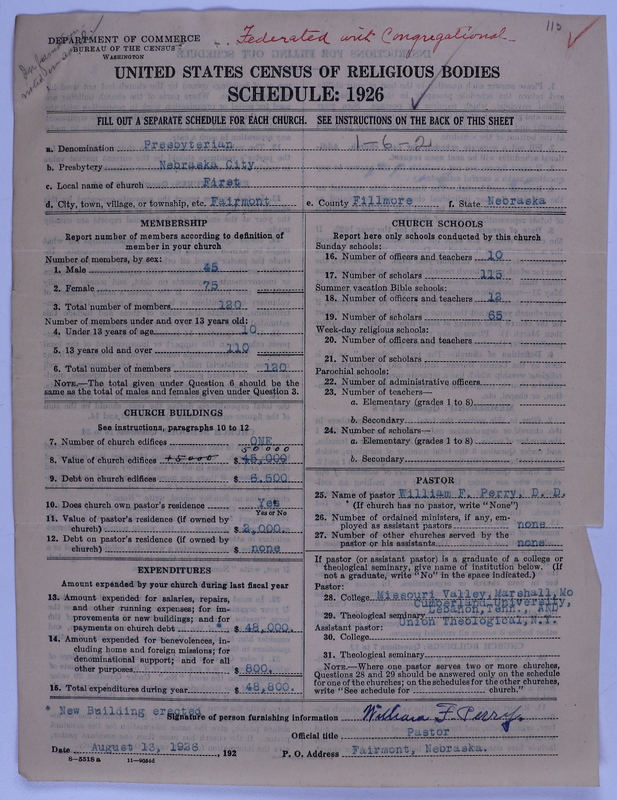 DEPARTMENT OF COMMERCE
BUREAU OF THE CENSUS
WASHINGTON
Federated with Congregational
113
UNITED STATES CENSUS OF RELIGIOUS BODIES
SCHEDULE: 1926
FILL OUT A SEPARATE SCHEDULE FOR EACH CHURCH. SEE INSTRUCTIONS ON THE BACK OF THIS SHEET
a. Denomination Presbyterian 1-6-2
b. Presbytery Nebraska City
c. Local name of church First
d. City, town, village, or township, etc. Fairmont e. County Fillmore f. State Nebraska
MEMBERSHIP
Report number of members according to definition of
member in your church
Number of members, by sex:
1. Male 45
2. Female 75
3. Total number of members 120
Number of members under and over 13 years old:
4. Under 13 years of age 10
5. 13 years old and over 110
6. Total number of members 120
NOTE.—The total given under Question 6 should be the
same as the total of males and females given under Question 3.
CHURCH BUILDINGS
See instructions, paragraphs 10 to 12
7. Number of church edifices ONE
50000
8. Value of church edifices 45000 $ 45,000
9. Debt on church edifices $ 6,500
10. Does church own pastor's residence Yes
Yes or No
11. Value of pastor's residence (if owned by
church) $ 2,000.
12. Debt on pastor's residence (if owned by
church) $ none
EXPENDITURES
Amount expended by your church during last fiscal year
13. Amount expended for salaries, repairs,
and other running expenses; for im-
provements or new buildings; and for
payments on church debt * $ 48,000.
14. Amount expended for benevolences, in-
cluding home and foreign missions; for
denominational support; and for all
other purposes $ 800.
15. Total expenditures during year $ 48,800.
CHURCH SCHOOLS
Report here only schools conducted by this church
Sunday schools:
16. Number of officers and teachers 10
17. Number of scholars 115
Summer vacation Bible schools:
18. Number of officers and teachers 12
19. Number of scholars 65
Week-day religious schools:
20. Number of officers and teachers
21. Number of scholars
Parochial schools:
22. Number of administrative officers
23. Number of teachers—
a. Elementary (grades 1 to 8)
b. Secondary
24. Number of scholars—
a. Elementary (grades 1 to 8)
b. Secondary
PASTOR
25. Name of pastor William F. Perry, D. D.
(If church has no pastor, write "None")
26. Number of ordained ministers, if any, em-
ployed as assistant pastors none
27. Number of other churches served by the
pastor or his assistants none
If pastor (or assistant pastor) is a graduate of a college or
theological seminary, give name of institution below. (If
not a graduate, write "No" in the space indicated.)
Pastor:
28. College Missouri Valley, Marshall, Mo
Cumberland University,
29. Theological seminary Lebanon, Tenn., AND
Assistant pastor: Union Theological, N.Y.
30. College
31. Theological seminary
NOTE.—Where one pastor serves two or more churches,
Questions 28 and 29 should be answered only on the schedule
for one of the churches; on the schedules for the other churches,
write "See schedule for church."
* New Building erected
Signature of person furnishing information William F. Perry.
Official title Pastor
Date August 13, 1928, 192 P. O. Address Fairmont, Nebraska.
8-5518 a